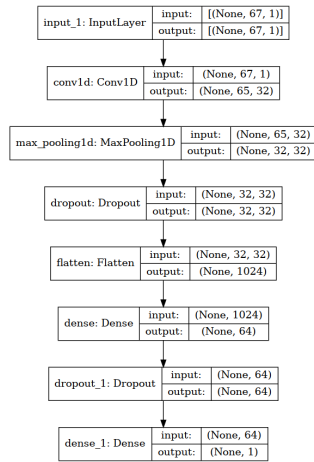 input_1: InputLayer
input: [(None, 67, 1)]
output: [(None, 67, 1)]
conv1d: Conv1D
input: (None, 67, 1)
output: (None, 65, 32)
max_pooling1d: MaxPooling1D
input: (None, 65, 32)
output: (None, 32, 32)
dropout: Dropout
input: (None, 32, 32)
output: (None, 32, 32)
flatten: Flatten
input: (None, 32, 32)
output: (None, 1024)
dense: Dense
input: (None, 1024)
output: (None, 64)
dropout_1: Dropout
input: (None, 64)
output: (None, 64)
dense_1: Dense
input: (None, 64)
output: (None, 1)